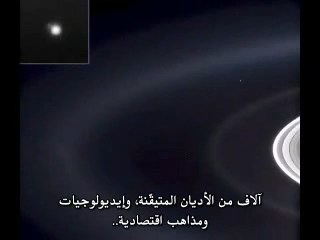 آلاف من الأديان المتيقّنة، وإيديولوجيات
ومذاهب اقتصادية..